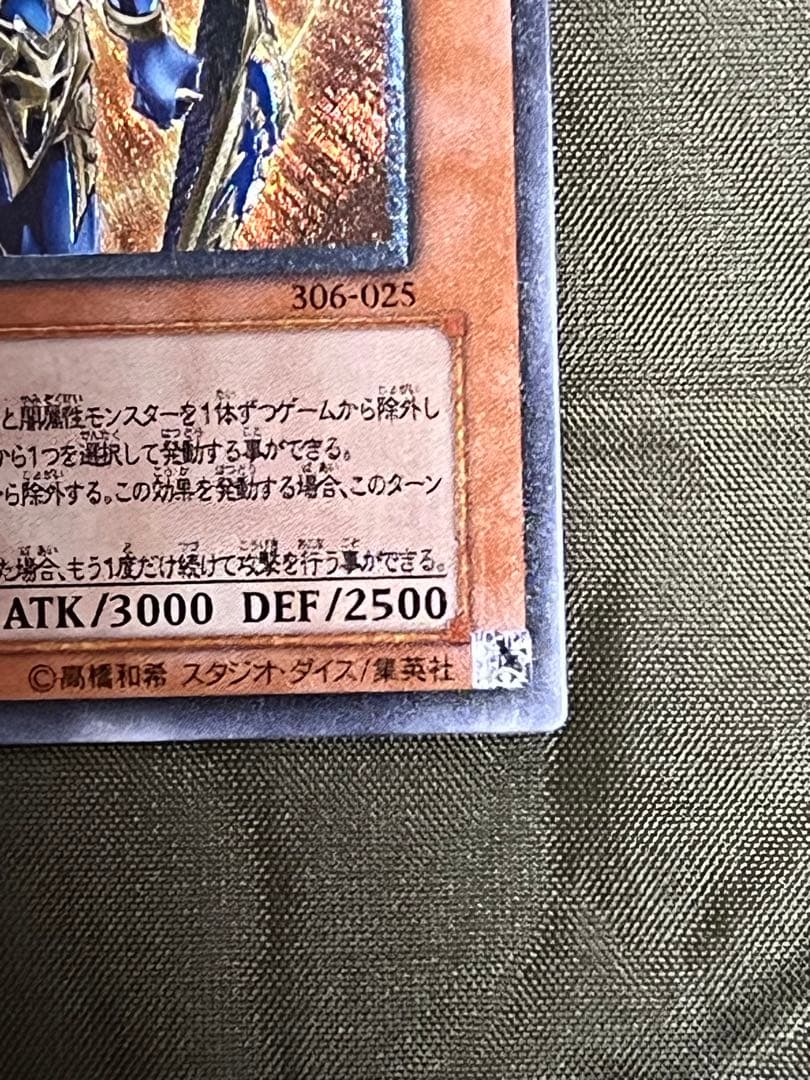 306-025
と闇属性モンスターを1体ずつゲームから除外し
から1つを選択して発動する事ができる。
ら除外する。この効果を発動する場合、このターン
た場合、もう1度だけ続けて攻撃を行う事ができる。
ATK/3000 DEF/2500
©高橋和希 スタジオ・ダイス/集英社